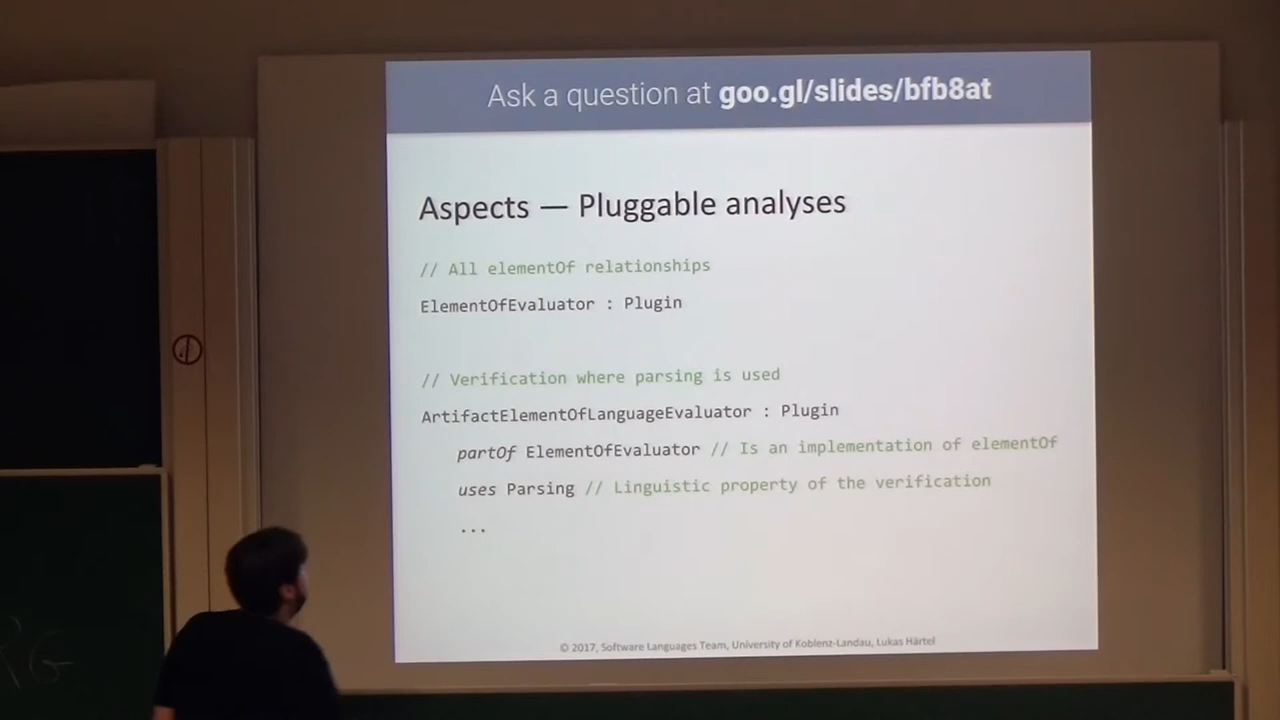 Ask a question at goo.gl/slides/bfb8at
Aspects — Pluggable analyses
// All elementOf relationships
ElementOfEvaluator : Plugin
// Verification where parsing is used
ArtifactElementOfLanguageEvaluator : Plugin
partOf ElementOfEvaluator // Is an implementation of elementOf
uses Parsing // Linguistic property of the verification
...
© 2017, Software Languages Team, University of Koblenz-Landau, Lukas Härtel